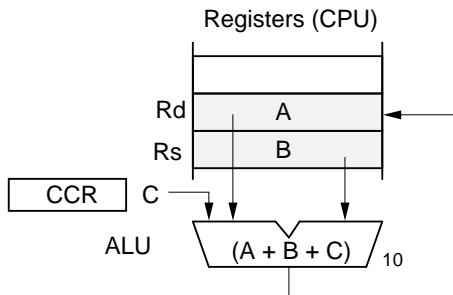 Registers (CPU)
Rd A
Rs B
CCR C
ALU (A + B + C) 10